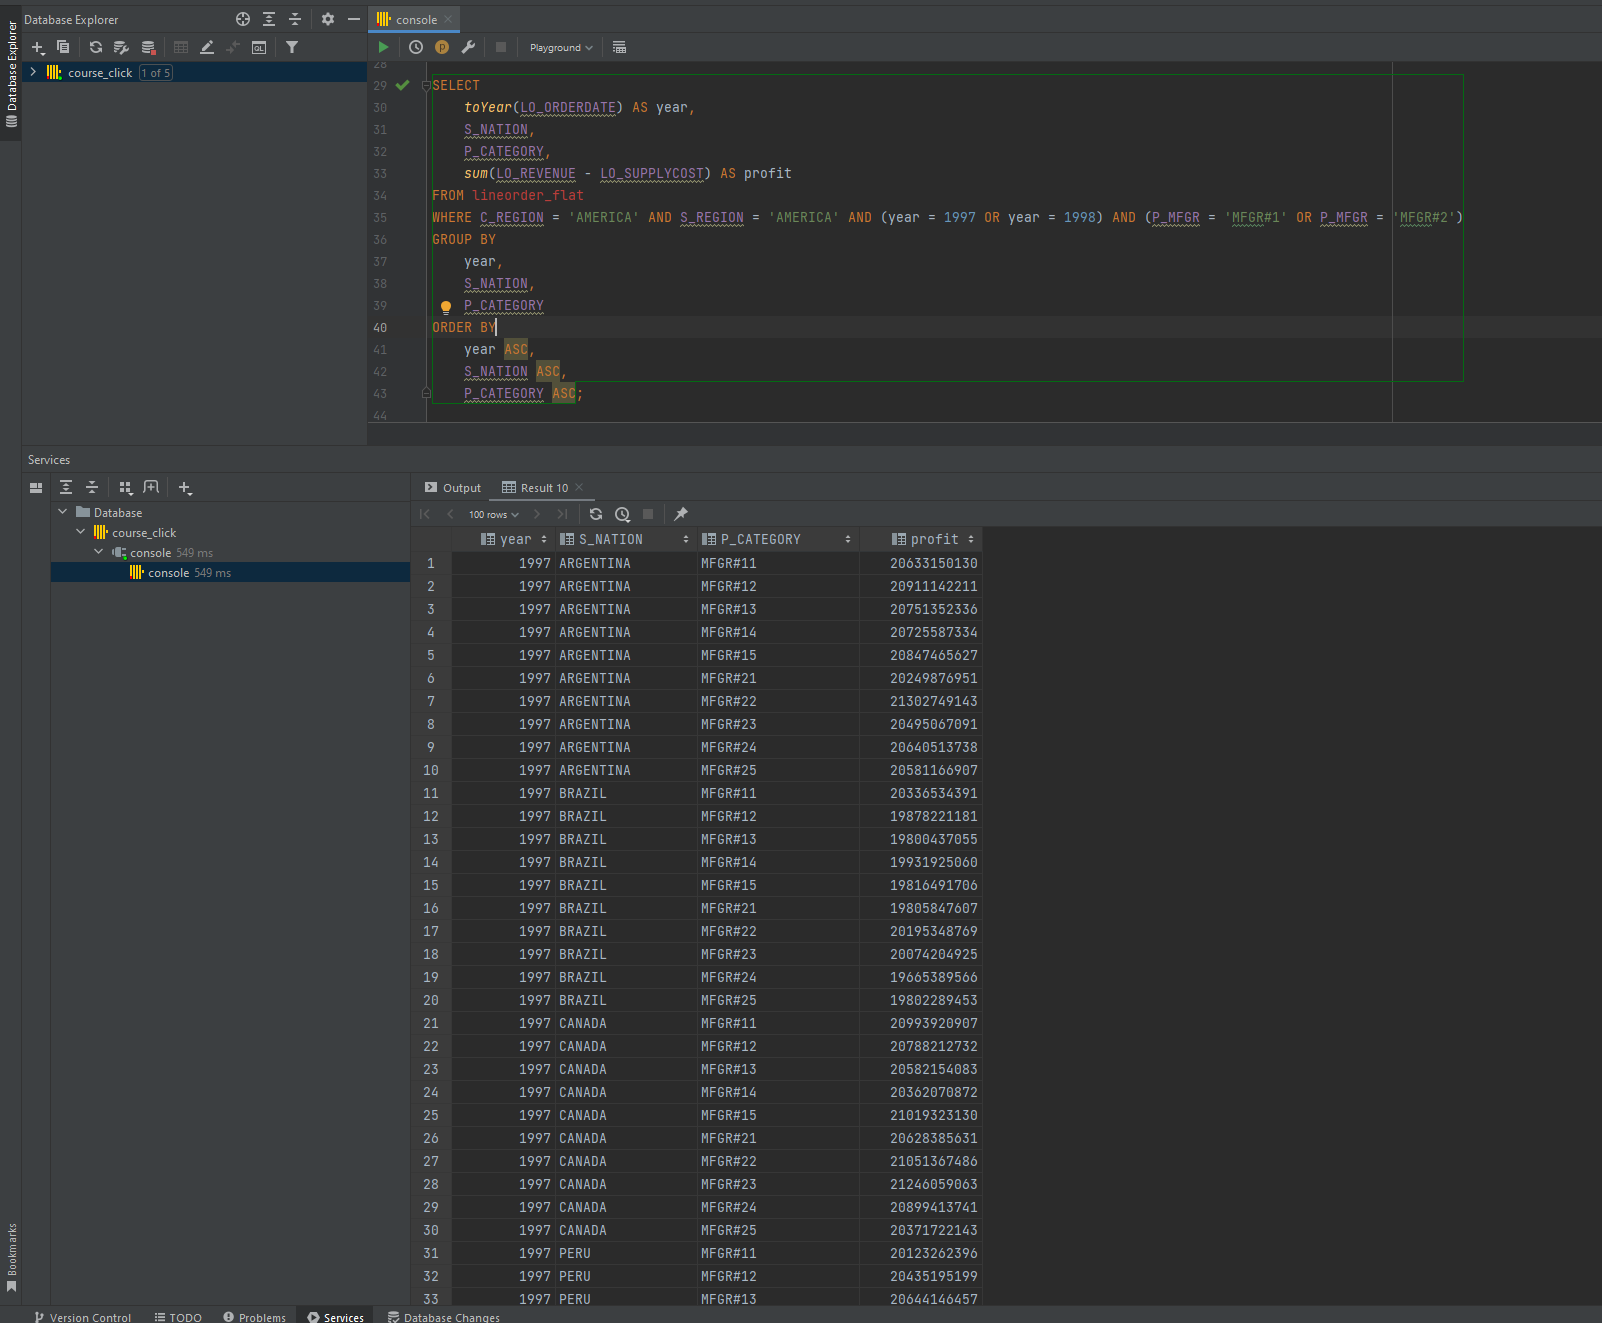 Database Explorer
console
Database Explorer
Playground
course_click 1 of 5
28
29 SELECT
30 toYear(LO_ORDERDATE) AS year,
31 S_NATION,
32 P_CATEGORY,
33 sum(LO_REVENUE - LO_SUPPLYCOST) AS profit
34 FROM lineorder_flat
35 WHERE C_REGION = 'AMERICA' AND S_REGION = 'AMERICA' AND (year = 1997 OR year = 1998) AND (P_MFGR = 'MFGR#1' OR P_MFGR = 'MFGR#2')
36 GROUP BY
37 year,
38 S_NATION,
39 P_CATEGORY
40 ORDER BY
41 year ASC,
42 S_NATION ASC,
43 P_CATEGORY ASC;
44
Services
Output Result 10
Database
course_click
console 549 ms
console 549 ms
100 rows
year S_NATION P_CATEGORY profit
1 1997 ARGENTINA MFGR#11 20633150130
2 1997 ARGENTINA MFGR#12 20911142211
3 1997 ARGENTINA MFGR#13 20751352336
4 1997 ARGENTINA MFGR#14 20725587334
5 1997 ARGENTINA MFGR#15 20847465627
6 1997 ARGENTINA MFGR#21 20249876951
7 1997 ARGENTINA MFGR#22 21302749143
8 1997 ARGENTINA MFGR#23 20495067091
9 1997 ARGENTINA MFGR#24 20640513738
10 1997 ARGENTINA MFGR#25 20581166907
11 1997 BRAZIL MFGR#11 20336534391
12 1997 BRAZIL MFGR#12 19878221181
13 1997 BRAZIL MFGR#13 19800437055
14 1997 BRAZIL MFGR#14 19931925060
15 1997 BRAZIL MFGR#15 19816491706
16 1997 BRAZIL MFGR#21 19805847607
17 1997 BRAZIL MFGR#22 20195348769
18 1997 BRAZIL MFGR#23 20074204925
19 1997 BRAZIL MFGR#24 19665389566
20 1997 BRAZIL MFGR#25 19802289453
21 1997 CANADA MFGR#11 20993920907
22 1997 CANADA MFGR#12 20788212732
23 1997 CANADA MFGR#13 20582154083
24 1997 CANADA MFGR#14 20362070872
25 1997 CANADA MFGR#15 21019323130
26 1997 CANADA MFGR#21 20628385631
27 1997 CANADA MFGR#22 21051367486
28 1997 CANADA MFGR#23 21246059063
29 1997 CANADA MFGR#24 20899413741
30 1997 CANADA MFGR#25 20371722143
31 1997 PERU MFGR#11 20123262396
32 1997 PERU MFGR#12 20435195199
33 1997 PERU MFGR#13 20644146457
Bookmarks
Version Control TODO Problems Services Database Changes